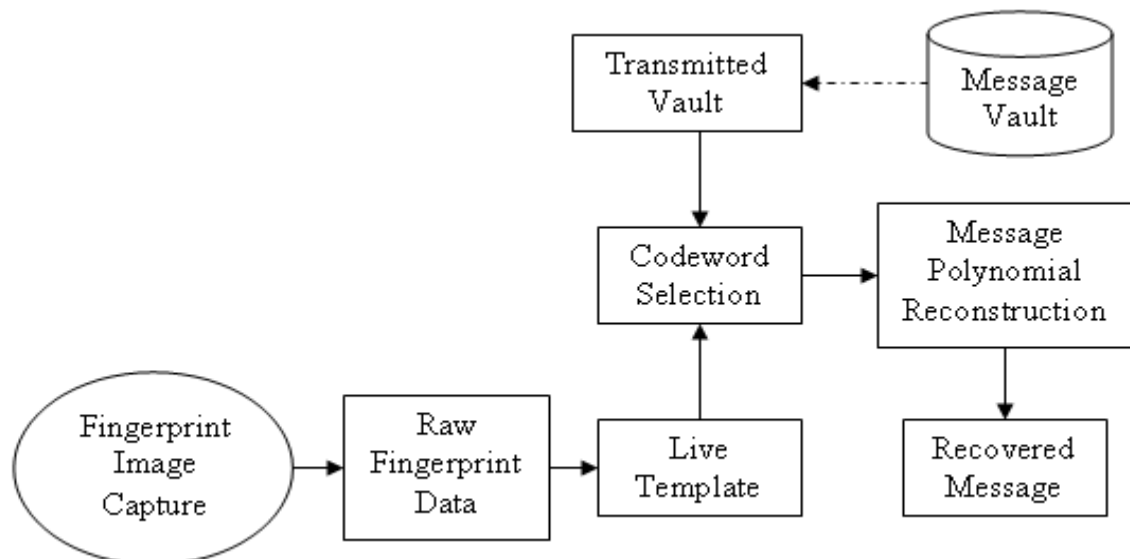 Transmitted
Vault
Message
Vault
Codeword
Selection
Message
Polynomial
Reconstruction
Fingerprint
Image
Capture
Raw
Fingerprint
Data
Live
Template
Recovered
Message